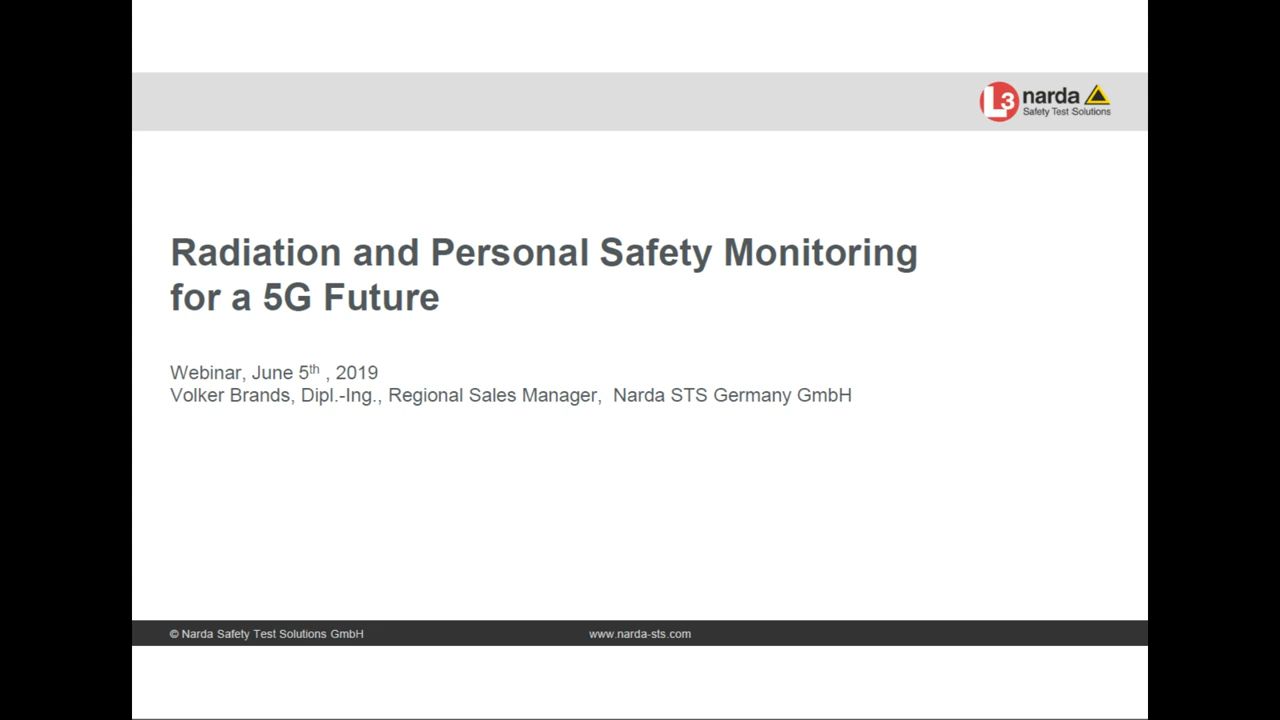 L3 narda
Safety Test Solutions
Radiation and Personal Safety Monitoring
for a 5G Future
Webinar, June 5th , 2019
Volker Brands, Dipl.-Ing., Regional Sales Manager, Narda STS Germany GmbH
© Narda Safety Test Solutions GmbH
www.narda-sts.com